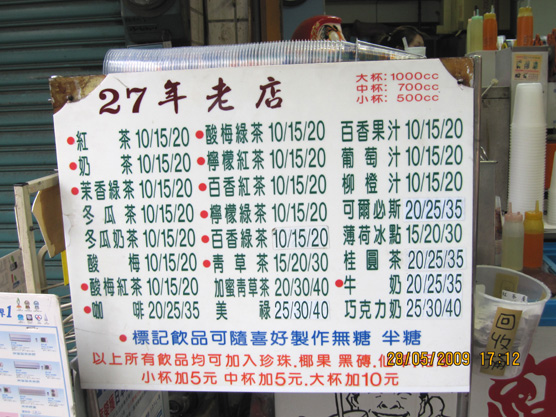 27年老店
大杯：1000cc
中杯：700cc
小杯：500cc
紅茶 10/15/20
奶茶 10/15/20
茉香綠茶 10/15/20
冬瓜茶 10/15/20
冬瓜奶茶 10/15/20
酸梅 10/15/20
酸梅紅茶 10/15/20
咖啡 20/25/35
酸梅綠茶 10/15/20
檸檬紅茶 10/15/20
百香紅茶 10/15/20
檸檬綠茶 10/15/20
百香綠茶 10/15/20
青草茶 15/20/30
加蜜青草茶 20/25/35
美祿 25/30/40
百香果汁 10/15/20
葡萄汁 10/15/20
柳橙汁 10/15/20
可爾必斯 20/25/35
薄荷冰點 15/20/30
桂圓茶 20/25/35
牛奶 20/25/35
巧克力奶 25/30/40
標記飲品可隨喜好製作無糖 半糖
以上所有飲品均可加入珍珠.椰果 黑磚.
小杯加5元 中杯加5元.大杯加10元
28/05/2009 17:12
回收